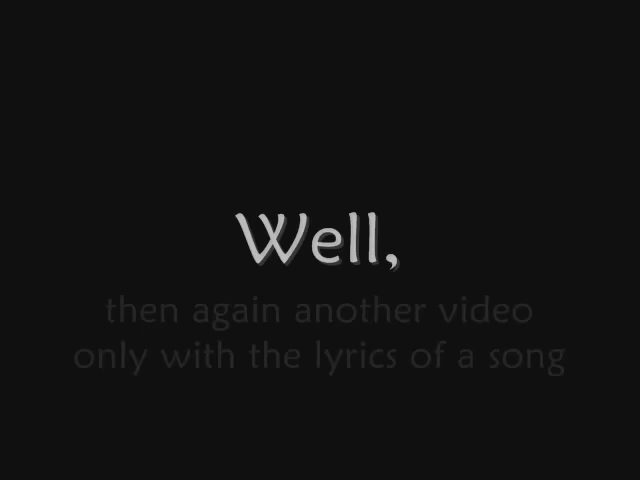 Well,
then again another video
only with the lyrics of a song